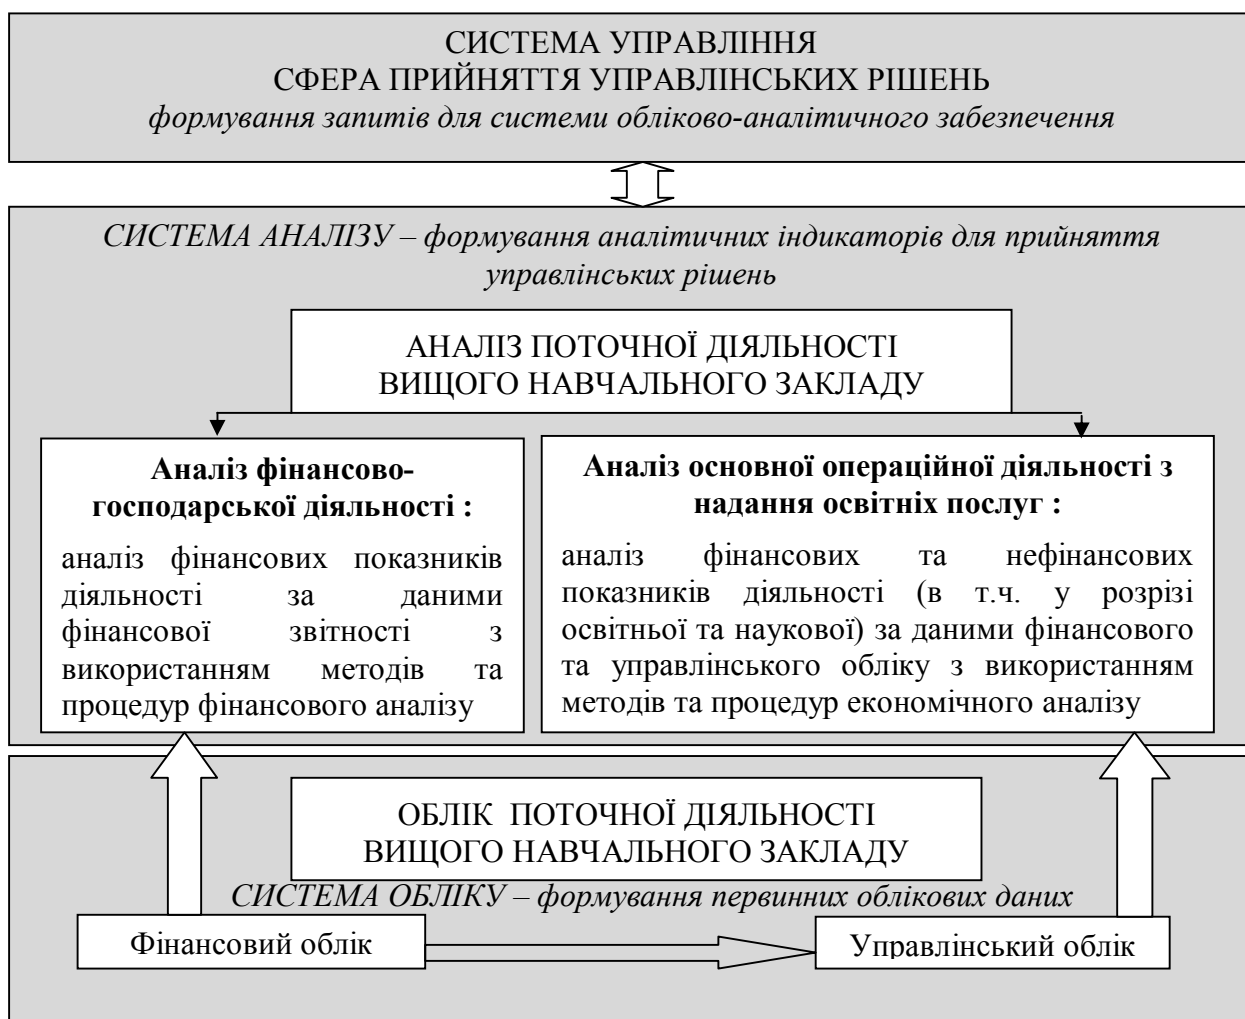 СИСТЕМА УПРАВЛІННЯ
СФЕРА ПРИЙНЯТТЯ УПРАВЛІНСЬКИХ РІШЕНЬ
формування запитів для системи обліково-аналітичного забезпечення
СИСТЕМА АНАЛІЗУ – формування аналітичних індикаторів для прийняття
управлінських рішень
АНАЛІЗ ПОТОЧНОЇ ДІЯЛЬНОСТІ
ВИЩОГО НАВЧАЛЬНОГО ЗАКЛАДУ
Аналіз фінансово-
господарської діяльності :
аналіз фінансових показників
діяльності за даними
фінансової звітності з
використанням методів та
процедур фінансового аналізу
Аналіз основної операційної діяльності з
надання освітніх послуг :
аналіз фінансових та нефінансових
показників діяльності (в т.ч. у розрізі
освітньої та наукової) за даними фінансового
та управлінського обліку з використанням
методів та процедур економічного аналізу
ОБЛІК ПОТОЧНОЇ ДІЯЛЬНОСТІ
ВИЩОГО НАВЧАЛЬНОГО ЗАКЛАДУ
СИСТЕМА ОБЛІКУ – формування первинних облікових даних
Фінансовий облік
Управлінський облік